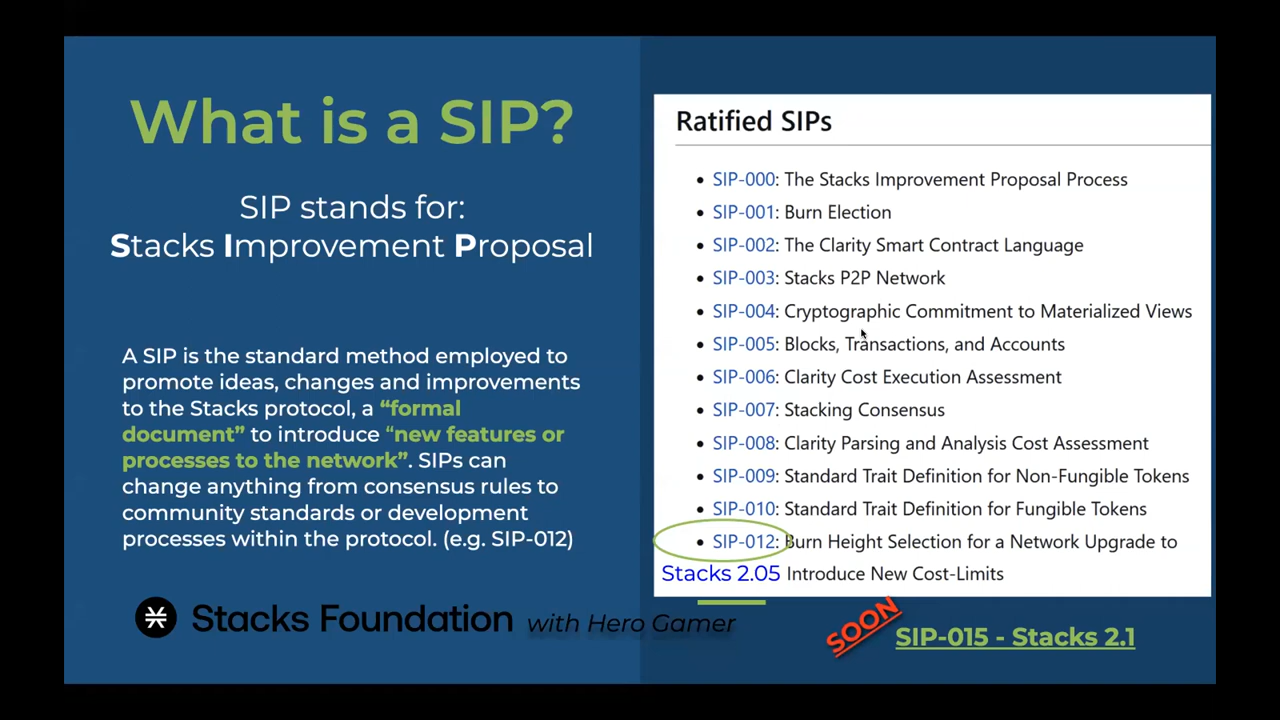 What is a SIP?
SIP stands for:
Stacks Improvement Proposal
A SIP is the standard method employed to
promote ideas, changes and improvements
to the Stacks protocol, a “formal
document” to introduce “new features or
processes to the network”. SIPs can
change anything from consensus rules to
community standards or development
processes within the protocol. (e.g. SIP-012)
Stacks Foundation with Hero Gamer
Ratified SIPs
• SIP-000: The Stacks Improvement Proposal Process
• SIP-001: Burn Election
• SIP-002: The Clarity Smart Contract Language
• SIP-003: Stacks P2P Network
• SIP-004: Cryptographic Commitment to Materialized Views
• SIP-005: Blocks, Transactions, and Accounts
• SIP-006: Clarity Cost Execution Assessment
• SIP-007: Stacking Consensus
• SIP-008: Clarity Parsing and Analysis Cost Assessment
• SIP-009: Standard Trait Definition for Non-Fungible Tokens
• SIP-010: Standard Trait Definition for Fungible Tokens
• SIP-012: Burn Height Selection for a Network Upgrade to
Stacks 2.05 Introduce New Cost-Limits
SOON
SIP-015 - Stacks 2.1